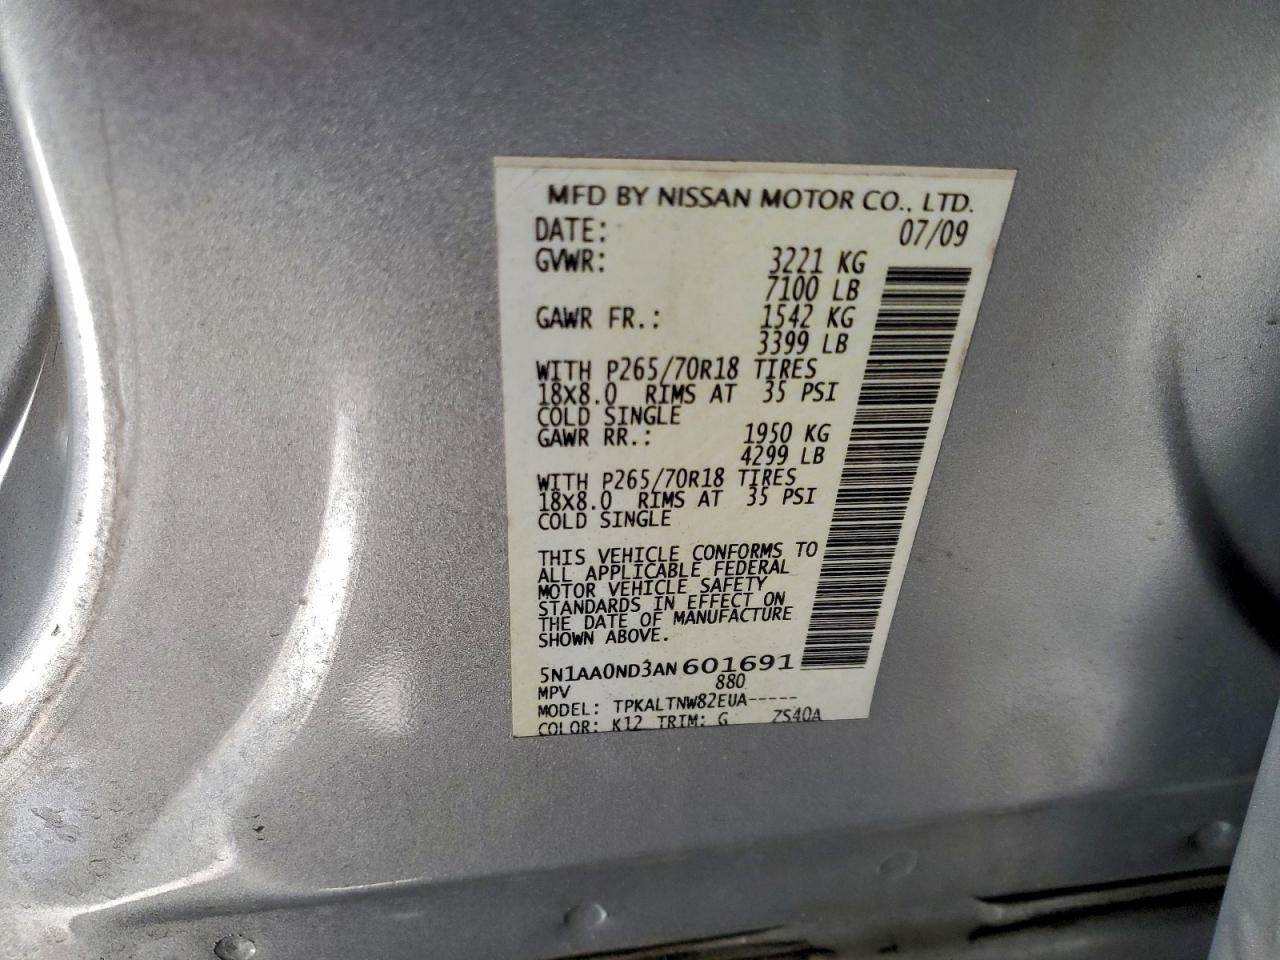 MFD BY NISSAN MOTOR CO., LTD.
DATE: 07/09
GVWR: 3221 KG
7100 LB
GAWR FR.: 1542 KG
3399 LB
WITH P265/70R18 TIRES
18X8.0 RIMS AT 35 PSI
COLD SINGLE
GAWR RR.: 1950 KG
4299 LB
WITH P265/70R18 TIRES
18X8.0 RIMS AT 35 PSI
COLD SINGLE
THIS VEHICLE CONFORMS TO
ALL APPLICABLE FEDERAL
MOTOR VEHICLE SAFETY
STANDARDS IN EFFECT ON
THE DATE OF MANUFACTURE
SHOWN ABOVE.
5N1AA0ND3AN601691
MPV 880
MODEL: TPKALTNW82EUA-----
COLOR: K12 TRIM: G ZS40A